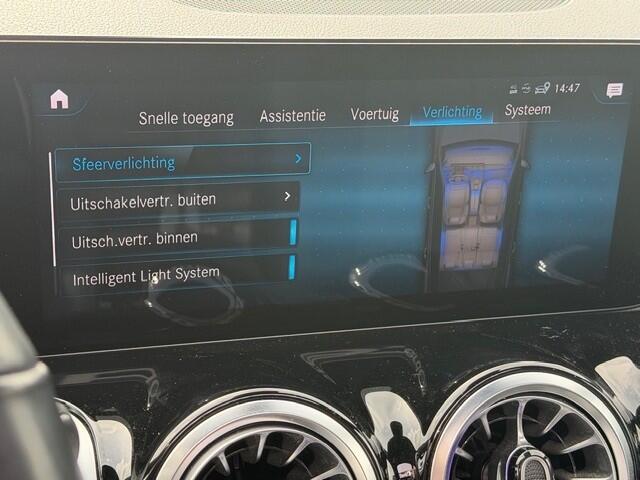 14:47
Snelle toegang Assistentie Voertuig Verlichting Systeem
Sfeerverlichting
Uitschakelvertr. buiten
Uitsch.vertr. binnen
Intelligent Light System